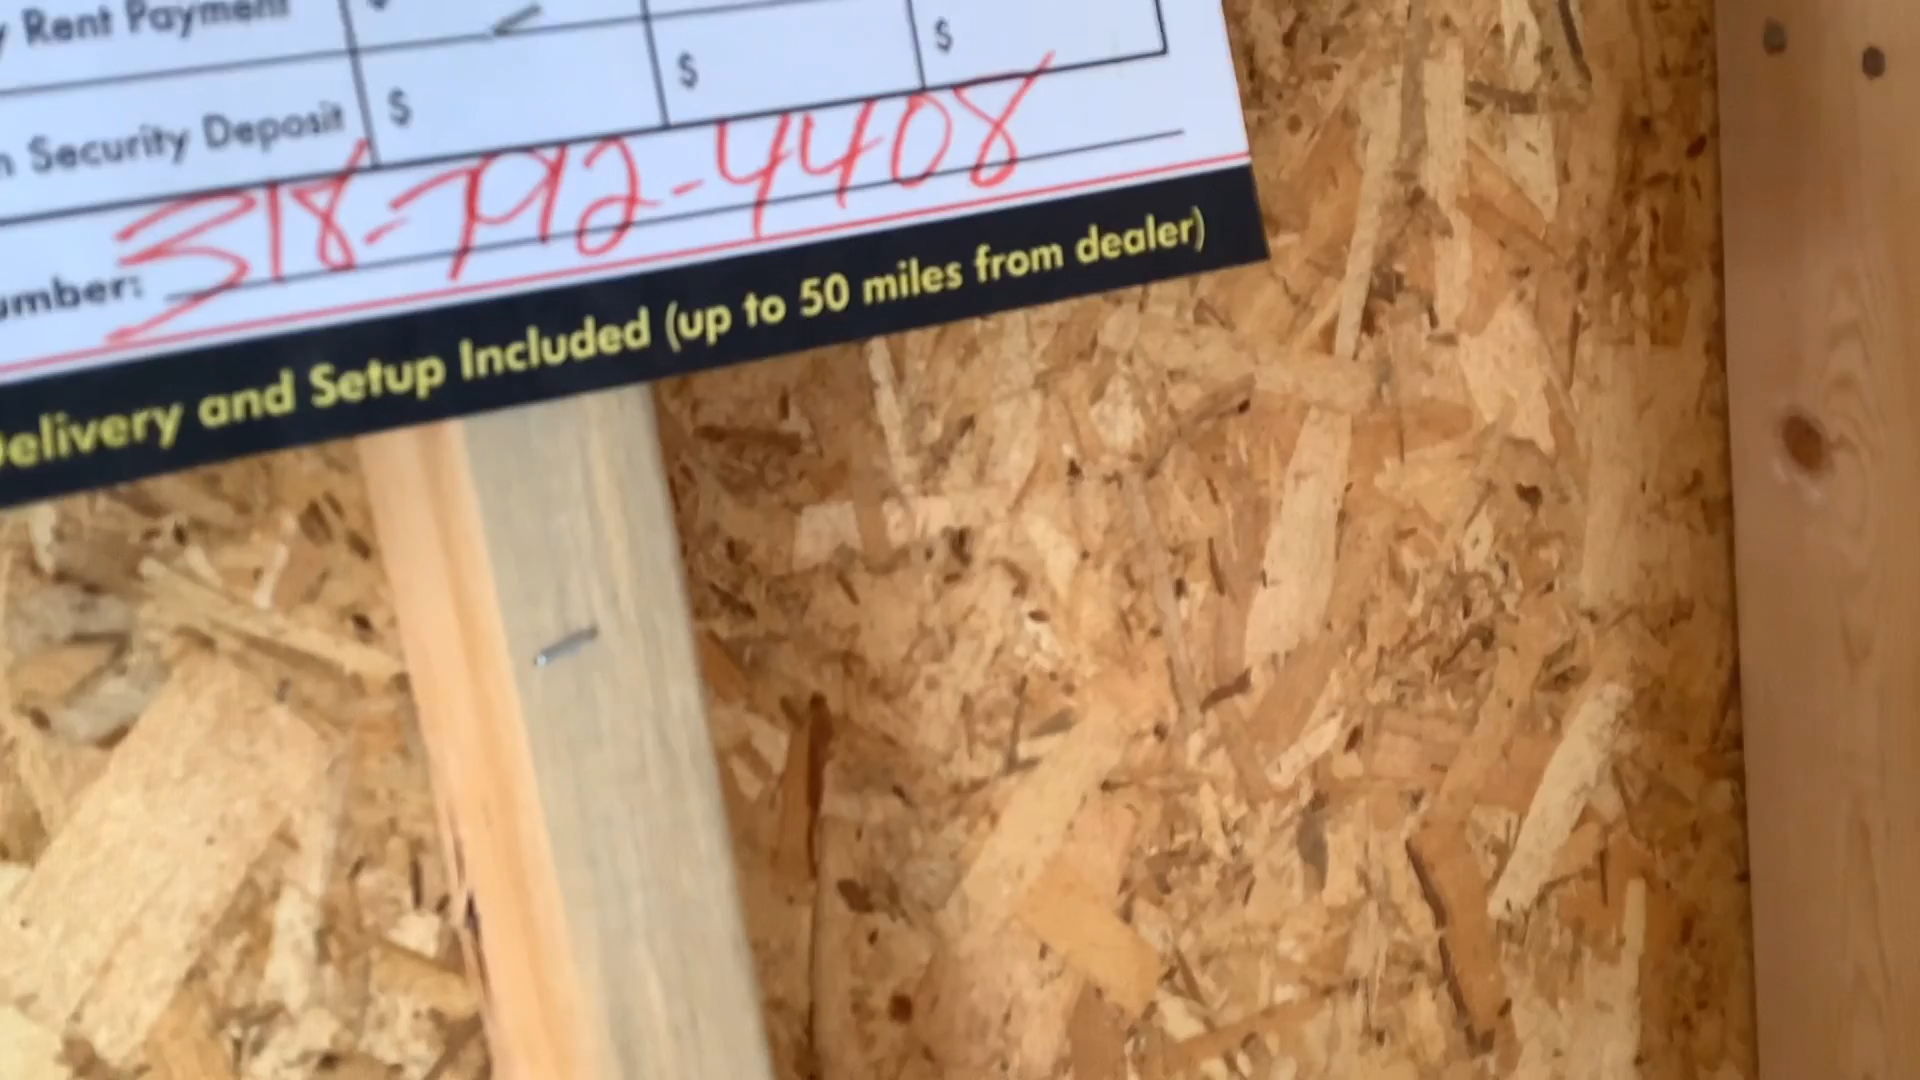 Rent Payment
$ $ $
Security Deposit
umber: 318-792-4408
Delivery and Setup Included (up to 50 miles from dealer)